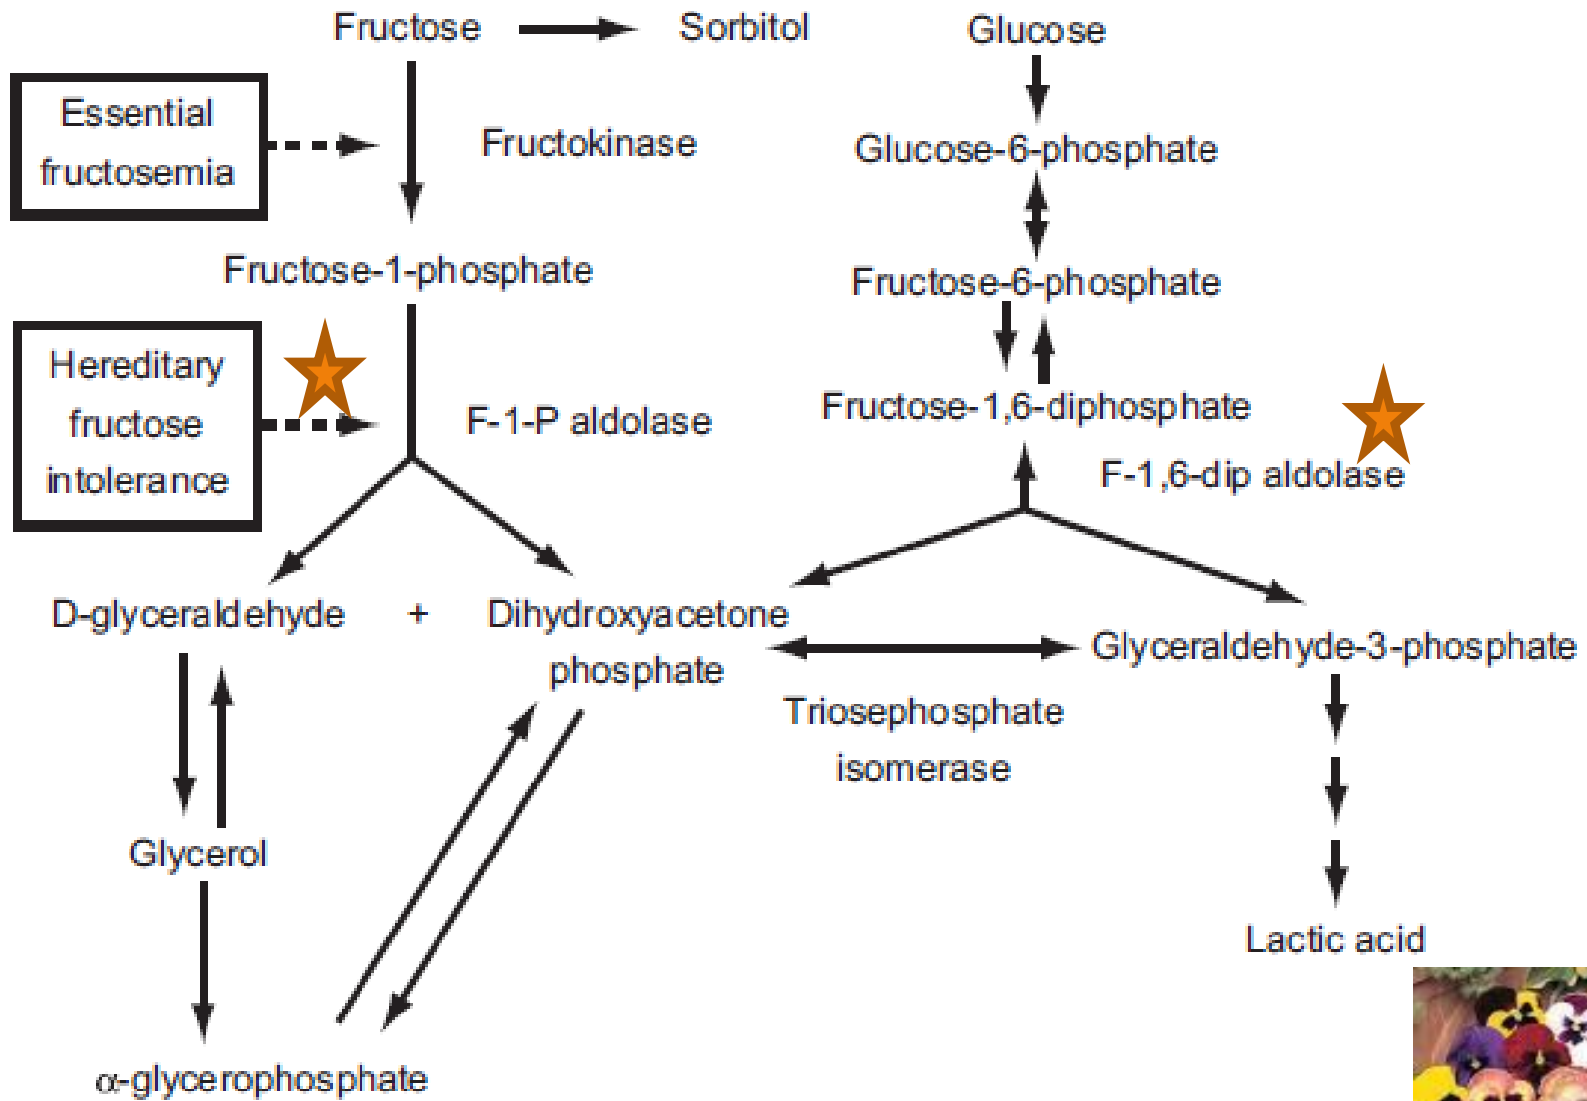 Fructose
Sorbitol
Glucose
Essential
fructosemia
Fructokinase
Glucose-6-phosphate
Fructose-1-phosphate
Fructose-6-phosphate
Hereditary
fructose
intolerance
F-1-P aldolase
Fructose-1,6-diphosphate
F-1,6-dip aldolase
D-glyceraldehyde + Dihydroxyacetone
phosphate
Glyceraldehyde-3-phosphate
Triosephosphate
isomerase
Glycerol
Lactic acid
α-glycerophosphate